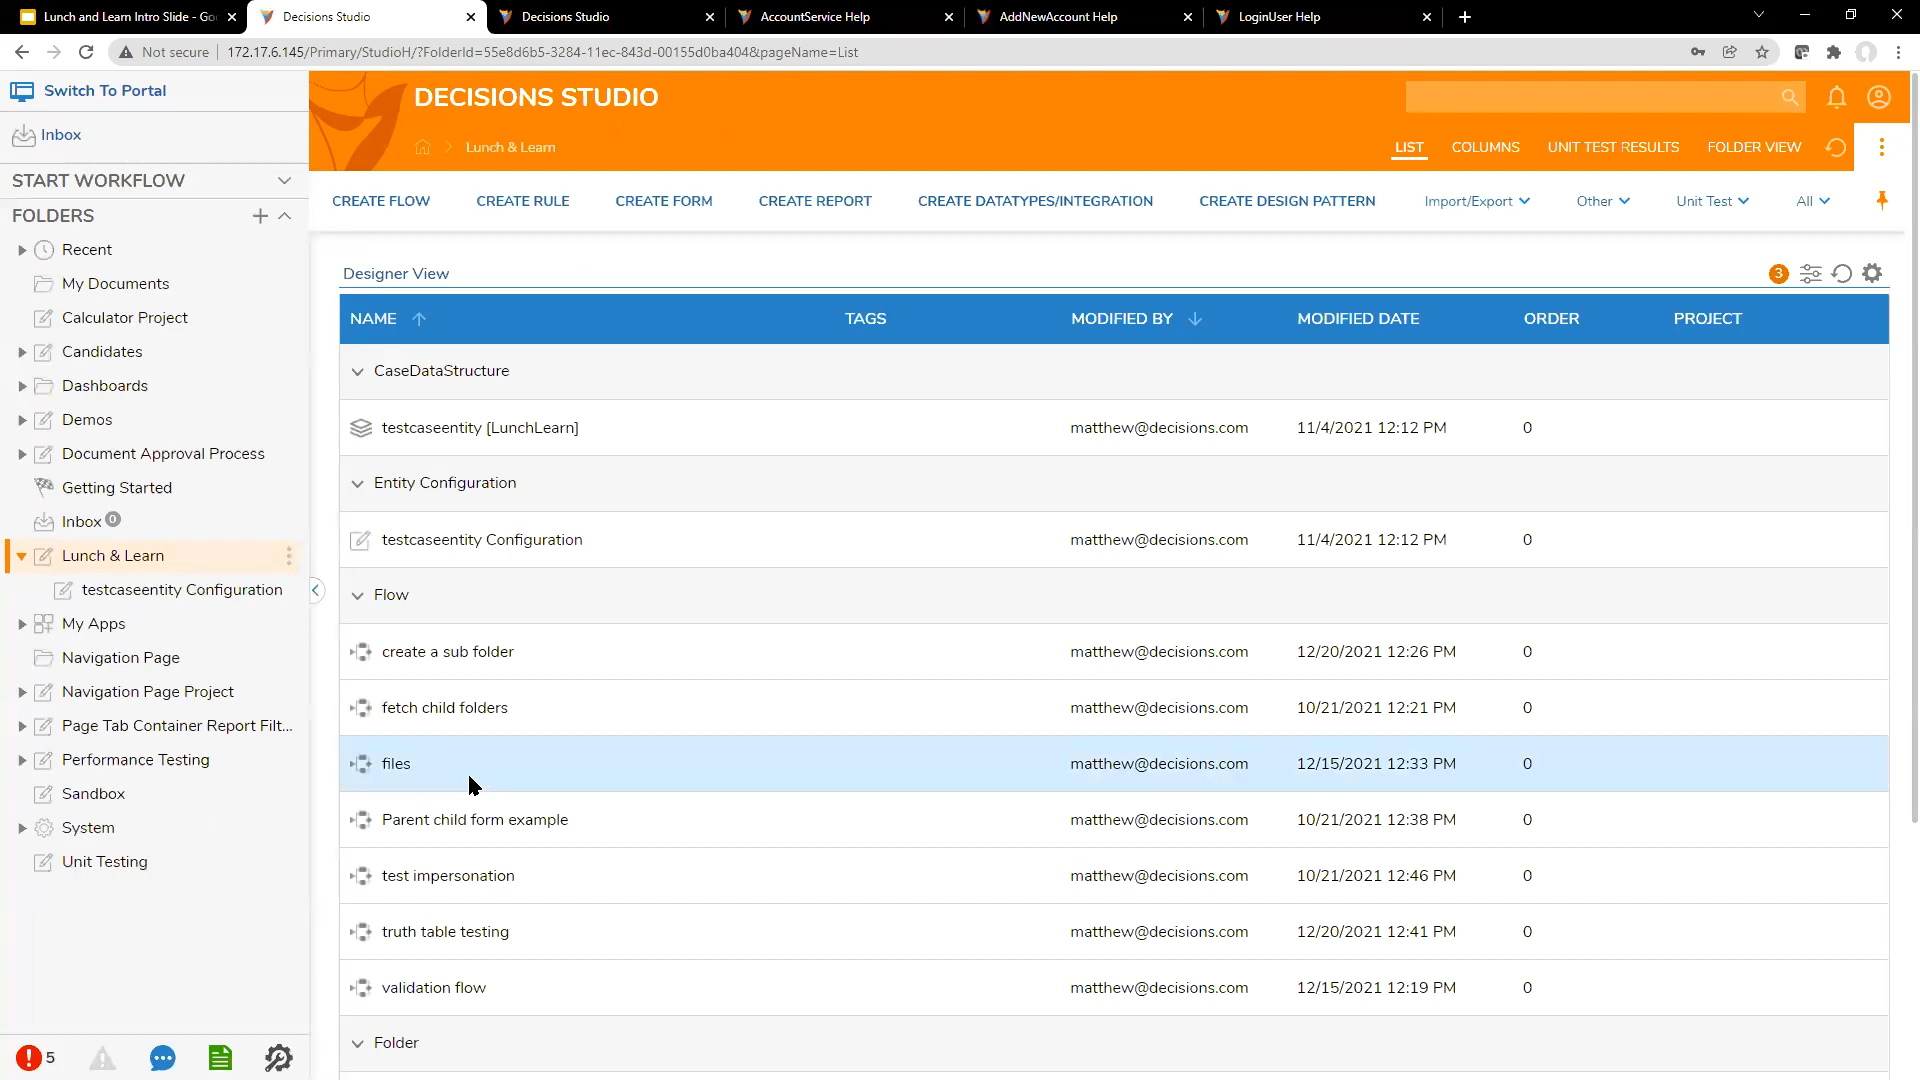 Lunch and Learn Intro Slide - Goo
Decisions Studio
Decisions Studio
AccountService Help
AddNewAccount Help
LoginUser Help
Not secure
172.17.6.145/Primary/StudioH/?FolderId=55e8d6b5-3284-11ec-843d-00155d0ba404&pageName=List
Switch To Portal
Inbox
START WORKFLOW
FOLDERS
Recent
My Documents
Calculator Project
Candidates
Dashboards
Demos
Document Approval Process
Getting Started
Inbox 0
Lunch & Learn
testcaseentity Configuration
My Apps
Navigation Page
Navigation Page Project
Page Tab Container Report Filt...
Performance Testing
Sandbox
System
Unit Testing
5
DECISIONS STUDIO
Lunch & Learn
LIST
COLUMNS
UNIT TEST RESULTS
FOLDER VIEW
CREATE FLOW
CREATE RULE
CREATE FORM
CREATE REPORT
CREATE DATATYPES/INTEGRATION
CREATE DESIGN PATTERN
Import/Export
Other
Unit Test
All
Designer View
3
NAME TAGS MODIFIED BY MODIFIED DATE ORDER PROJECT
CaseDataStructure
testcaseentity [LunchLearn] matthew@decisions.com 11/4/2021 12:12 PM 0
Entity Configuration
testcaseentity Configuration matthew@decisions.com 11/4/2021 12:12 PM 0
Flow
create a sub folder matthew@decisions.com 12/20/2021 12:26 PM 0
fetch child folders matthew@decisions.com 10/21/2021 12:21 PM 0
files matthew@decisions.com 12/15/2021 12:33 PM 0
Parent child form example matthew@decisions.com 10/21/2021 12:38 PM 0
test impersonation matthew@decisions.com 10/21/2021 12:46 PM 0
truth table testing matthew@decisions.com 12/20/2021 12:41 PM 0
validation flow matthew@decisions.com 12/15/2021 12:19 PM 0
Folder